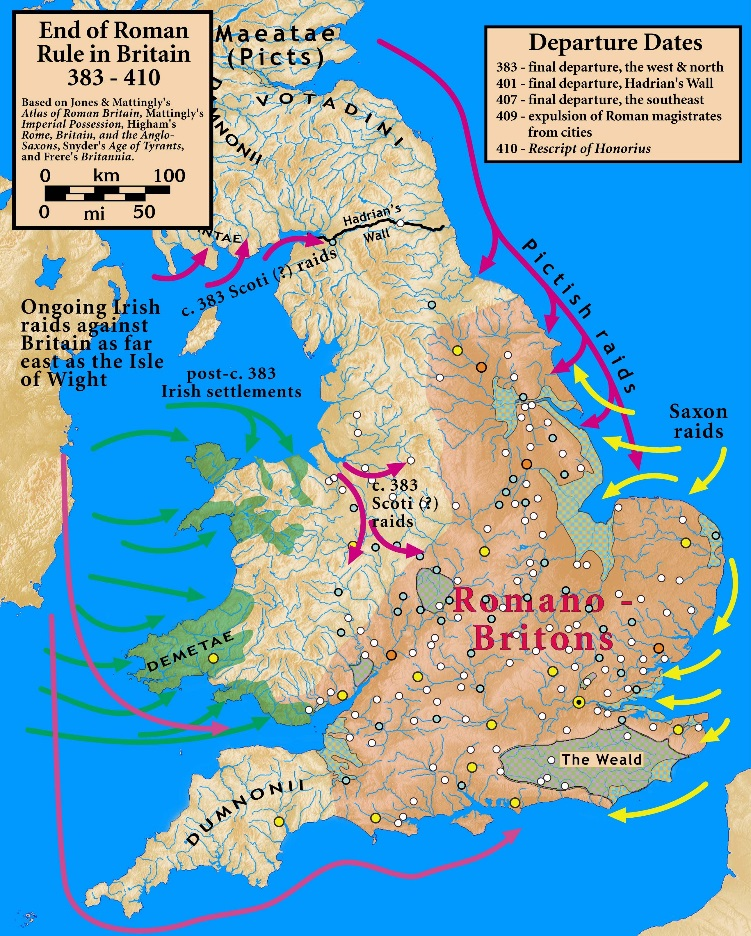 End of Roman
Rule in Britain
383 - 410
Based on Jones & Mattingly's
Atlas of Roman Britain, Mattingly's
Imperial Possession, Higham's
Rome, Britain, and the Anglo-
Saxons, Snyder's Age of Tyrants,
and Frere's Britannia.
0 km 100
0 mi 50
Maeatae
(Picts)
VOTADINI
DAMNONII
NTAE
Departure Dates
383 - final departure, the west & north
401 - final departure, Hadrian's Wall
407 - final departure, the southeast
409 - expulsion of Roman magistrates
from cities
410 - Rescript of Honorius
Hadrian's
Wall
c. 383 Scoti (?) raids
Pictish raids
Ongoing Irish
raids against
Britain as far
east as the Isle
of Wight
post-c. 383
Irish settlements
Saxon
raids
c. 383
Scoti (?)
raids
Romano -
Britons
DEMETAE
The Weald
DUMNONII